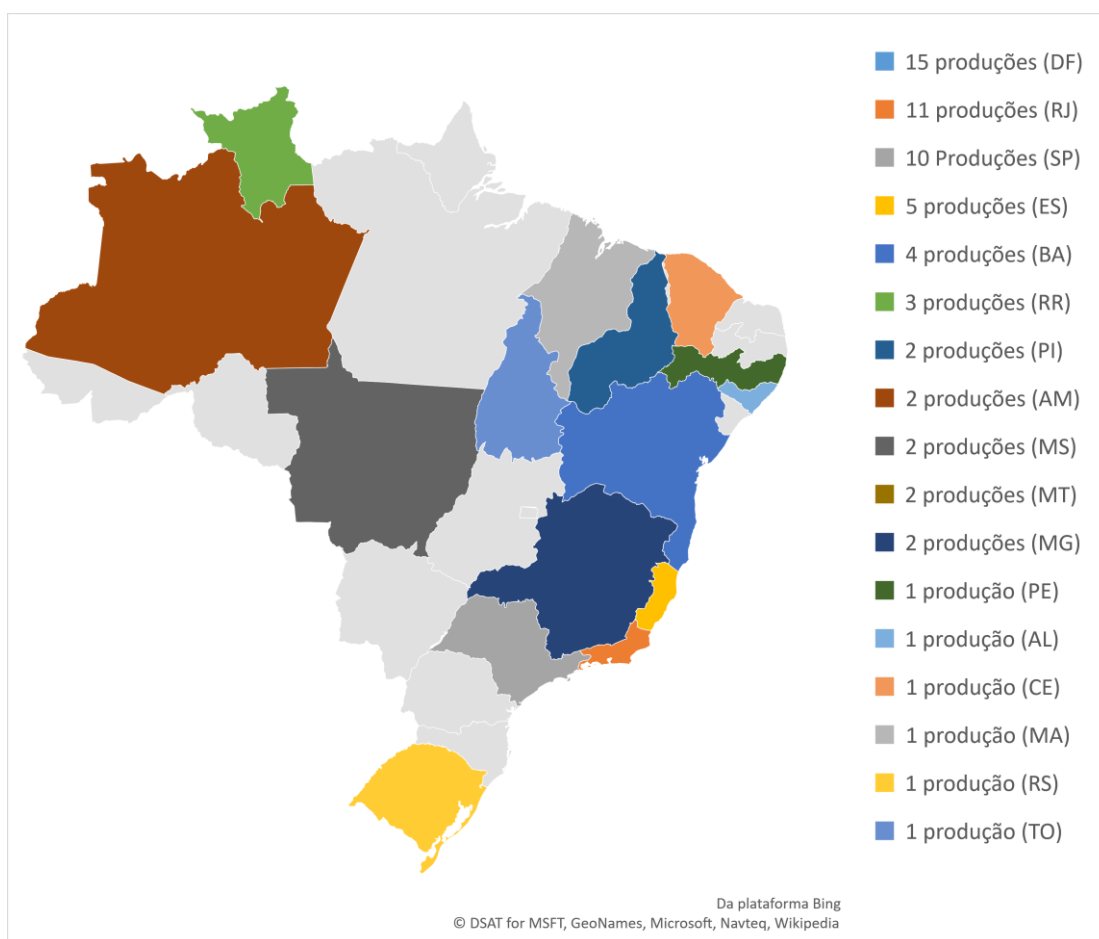 15 produções (DF)
11 produções (RJ)
10 Produções (SP)
5 produções (ES)
4 produções (BA)
3 produções (RR)
2 produções (PI)
2 produções (AM)
2 produções (MS)
2 produções (MT)
2 produções (MG)
1 produção (PE)
1 produção (AL)
1 produção (CE)
1 produção (MA)
1 produção (RS)
1 produção (TO)
Da plataforma Bing
© DSAT for MSFT, GeoNames, Microsoft, Navteq, Wikipedia